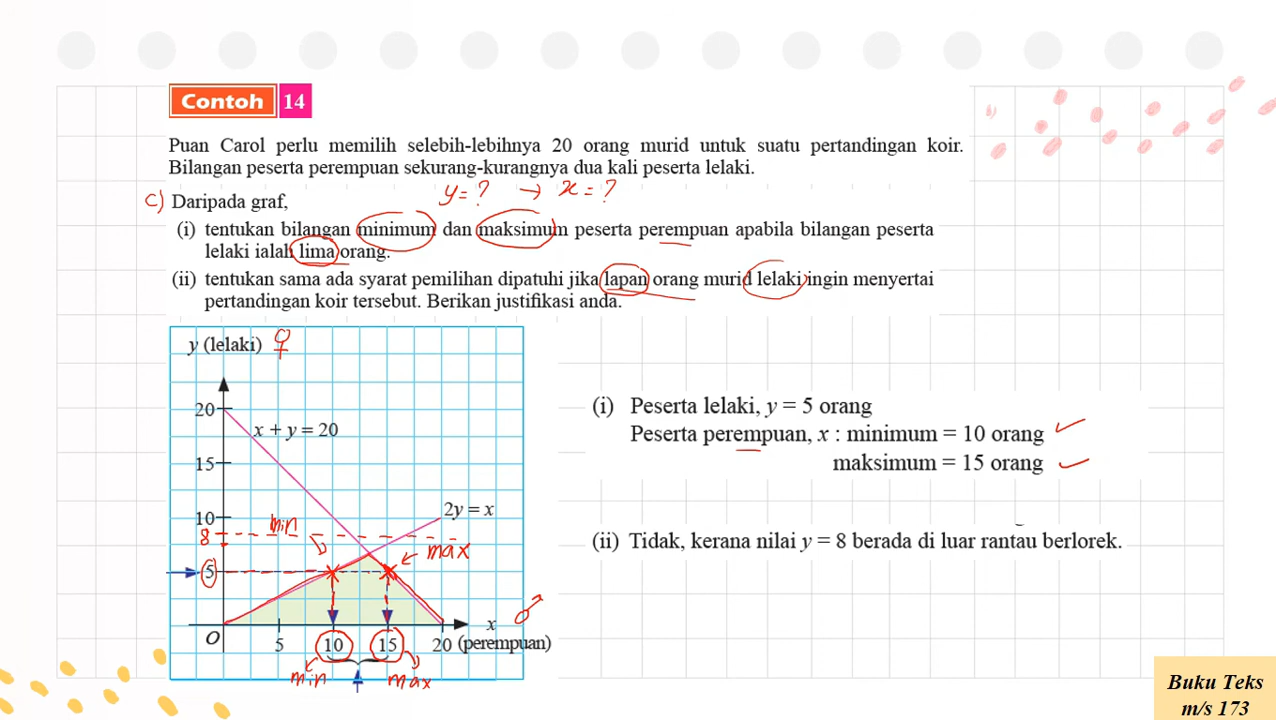 Contoh 14
Puan Carol perlu memilih selebih-lebihnya 20 orang murid untuk suatu pertandingan koir.
Bilangan peserta perempuan sekurang-kurangnya dua kali peserta lelaki.
y = ? → x = ?
c) Daripada graf,
(i) tentukan bilangan minimum dan maksimum peserta perempuan apabila bilangan peserta
lelaki ialah lima orang.
(ii) tentukan sama ada syarat pemilihan dipatuhi jika lapan orang murid lelaki ingin menyertai
pertandingan koir tersebut. Berikan justifikasi anda.
y (lelaki) ♀
20
x + y = 20
15
10
2y = x
8
min
max
5
O
5
10
15
20
x
♂
(perempuan)
min
max
(i) Peserta lelaki, y = 5 orang
Peserta perempuan, x : minimum = 10 orang
maksimum = 15 orang
(ii) Tidak, kerana nilai y = 8 berada di luar rantau berlorek.
Buku Teks
m/s 173